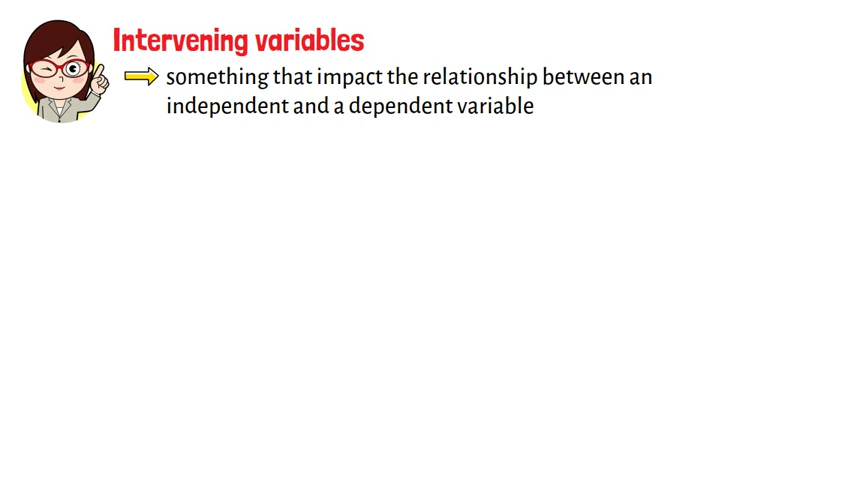 Intervening variables
something that impact the relationship between an
independent and a dependent variable